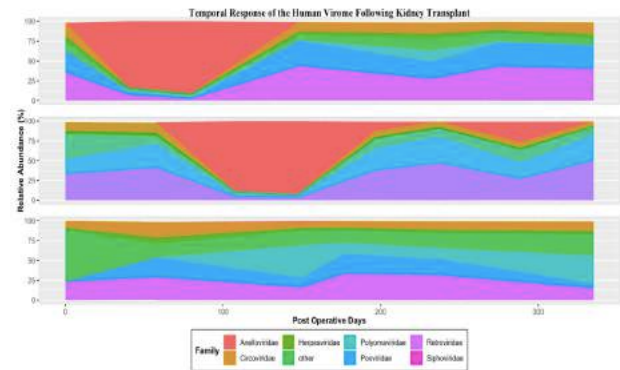 Temporal Response of the Human Virome Following Kidney Transplant
Relative Abundance (%)
100
75
50
25
0
100
75
50
25
0
100
75
50
25
0
0 100 200 300
Post Operative Days
Family
Anelloviridae Herpesviridae Polyomaviridae Retroviridae
Circoviridae other Poxviridae Siphoviridae